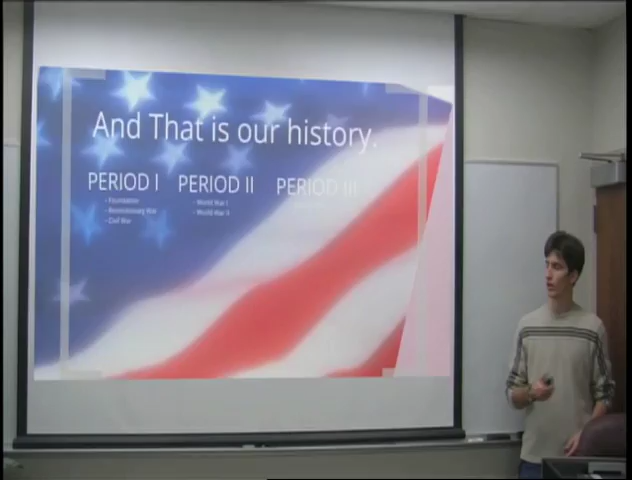 And That is our history.
PERIOD I PERIOD II PERIOD III
- Foundation - World War I
- Revolutionary War - World War II
- Civil War